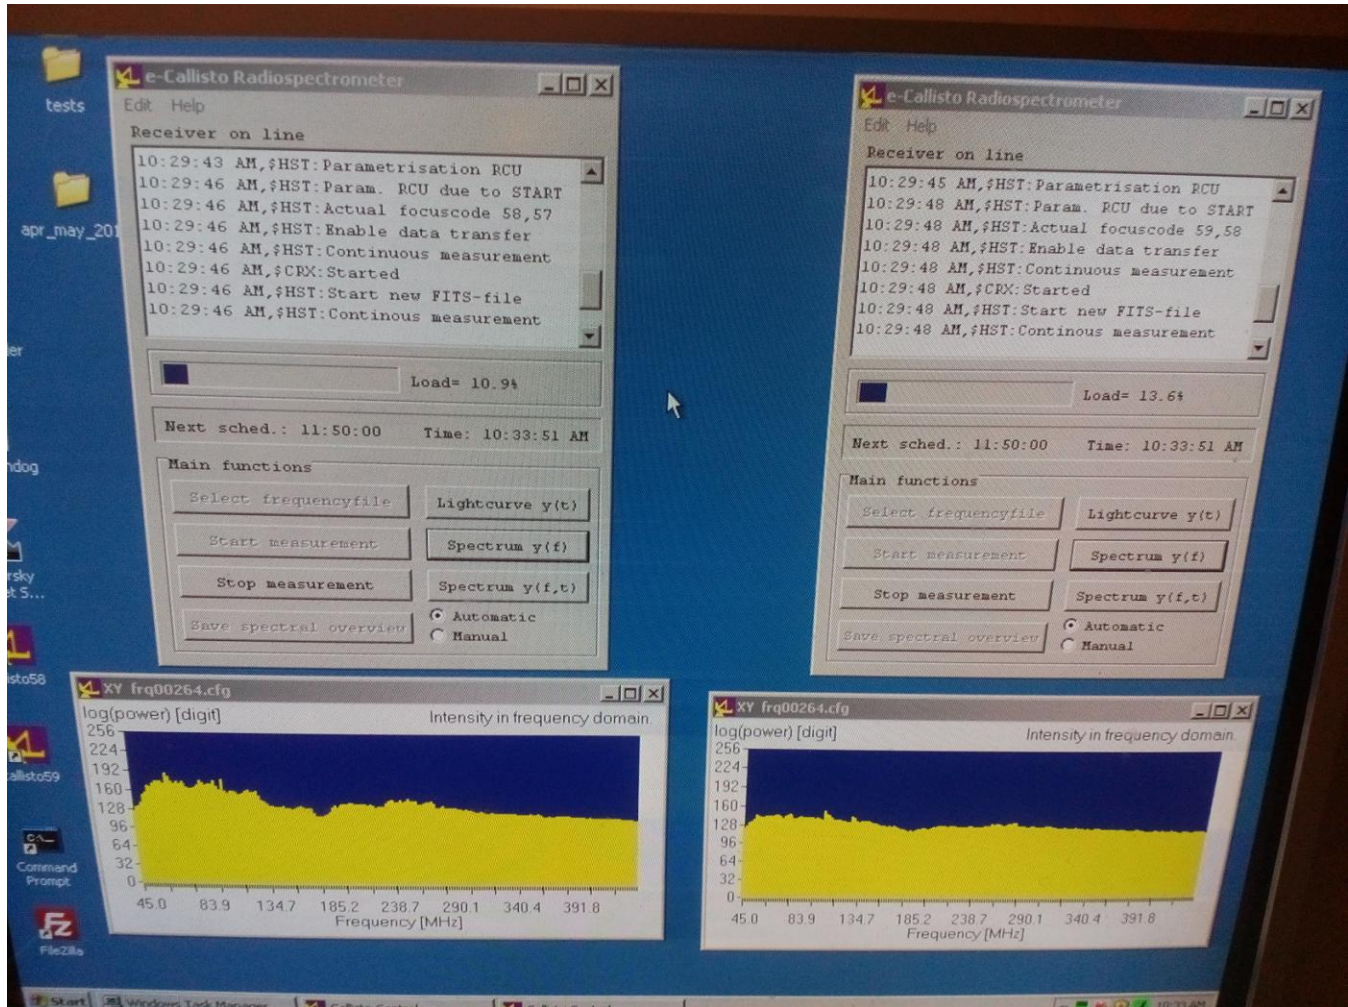 tests
apr_may_201
er
ndog
rsky
et S...
isto58
allisto59
Command
Prompt
FileZilla
e-Callisto Radiospectrometer
Edit Help
Receiver on line
10:29:43 AM,$HST:Parametrisation RCU
10:29:46 AM,$HST:Param. RCU due to START
10:29:46 AM,$HST:Actual focuscode 58,57
10:29:46 AM,$HST:Enable data transfer
10:29:46 AM,$HST:Continuous measurement
10:29:46 AM,$CRX:Started
10:29:46 AM,$HST:Start new FITS-file
10:29:46 AM,$HST:Continous measurement
Load= 10.9%
Next sched.: 11:50:00 Time: 10:33:51 AM
Main functions
Select frequencyfile Lightcurve y(t)
Start measurement Spectrum y(f)
Stop measurement Spectrum y(f,t)
Save spectral overview Automatic
Manual
e-Callisto Radiospectrometer
Edit Help
Receiver on line
10:29:45 AM,$HST:Parametrisation RCU
10:29:48 AM,$HST:Param. RCU due to START
10:29:48 AM,$HST:Actual focuscode 59,58
10:29:48 AM,$HST:Enable data transfer
10:29:48 AM,$HST:Continuous measurement
10:29:48 AM,$CRX:Started
10:29:48 AM,$HST:Start new FITS-file
10:29:48 AM,$HST:Continous measurement
Load= 13.6%
Next sched.: 11:50:00 Time: 10:33:51 AM
Main functions
Select frequencyfile Lightcurve y(t)
Start measurement Spectrum y(f)
Stop measurement Spectrum y(f,t)
Save spectral overview Automatic
Manual
XY frq00264.cfg
log(power) [digit] Intensity in frequency domain.
256
224
192
160
128
96
64
32
0
45.0 83.9 134.7 185.2 238.7 290.1 340.4 391.8
Frequency [MHz]
XY frq00264.cfg
log(power) [digit] Intensity in frequency domain.
256
224
192
160
128
96
64
32
0
45.0 83.9 134.7 185.2 238.7 290.1 340.4 391.8
Frequency [MHz]
Start Windows Task Manager 10:33 AM